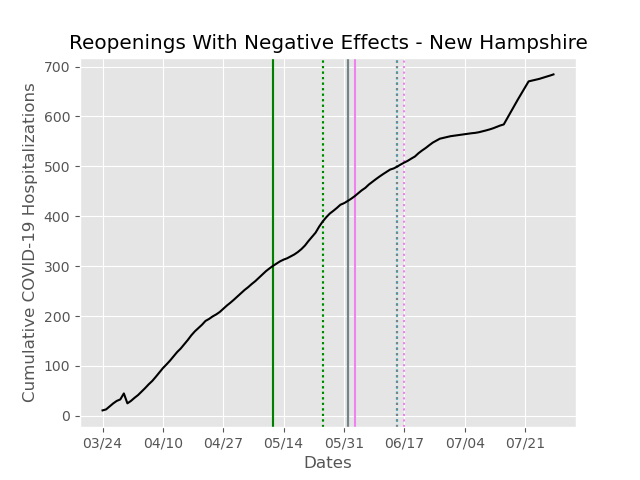 Reopenings With Negative Effects - New Hampshire
Cumulative COVID-19 Hospitalizations
700
600
500
400
300
200
100
0
03/24 04/10 04/27 05/14 05/31 06/17 07/04 07/21
Dates